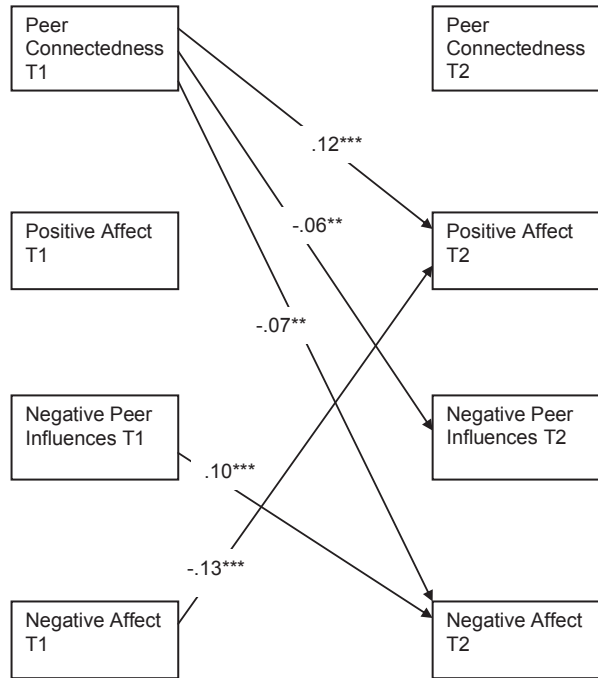 Peer
Connectedness
T1
Peer
Connectedness
T2
.12***
-.06**
Positive Affect
T1
Positive Affect
T2
-.07**
Negative Peer
Influences T1
Negative Peer
Influences T2
.10***
-.13***
Negative Affect
T1
Negative Affect
T2